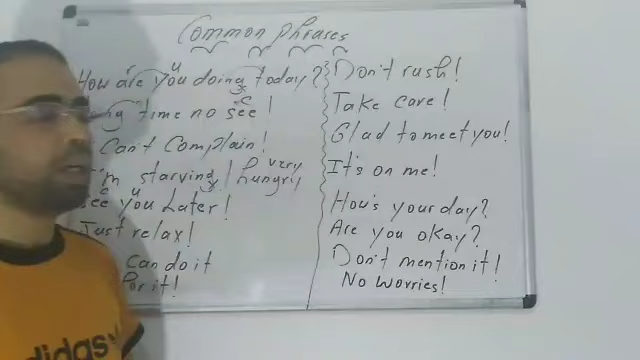 Common phrases
How are you doing today?
time no see!
Can't Complain!
I'm starving / very
hungry
see you Later!
Just relax!
Can do it
For it!
Don't rush!
Take care!
Glad to meet you!
It's on me!
How's your day?
Are you okay?
Don't mention it!
No worries!
adidas